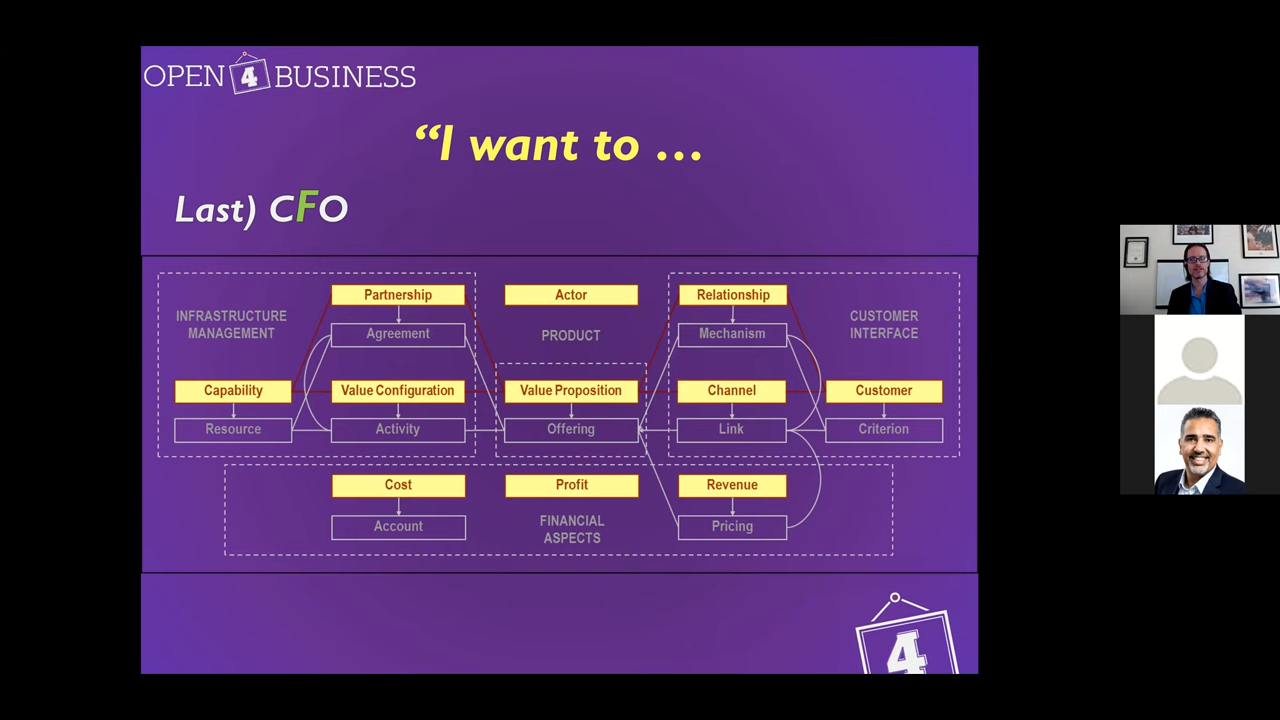 OPEN 4 BUSINESS
“I want to ...
Last) CFO
Partnership
Actor
Relationship
INFRASTRUCTURE
MANAGEMENT
Agreement
PRODUCT
Mechanism
CUSTOMER
INTERFACE
Capability
Value Configuration
Value Proposition
Channel
Customer
Resource
Activity
Offering
Link
Criterion
Cost
Profit
Revenue
Account
FINANCIAL
ASPECTS
Pricing
4